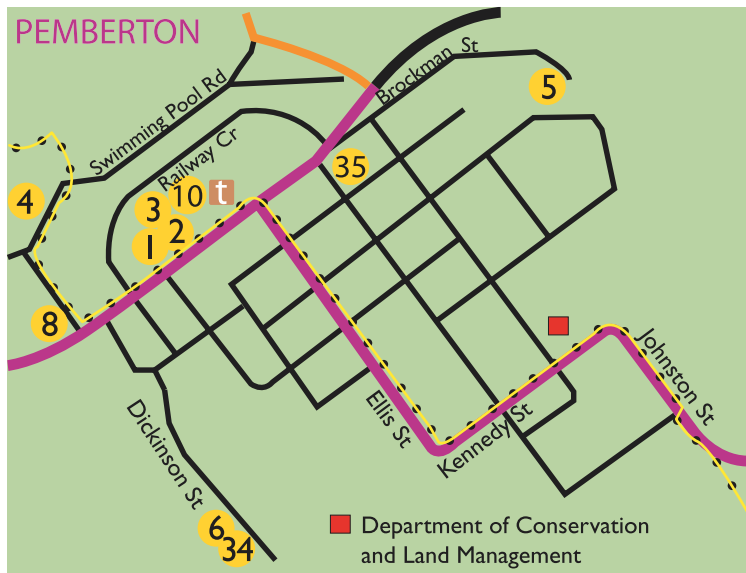 PEMBERTON
Brockman St
5
Swimming Pool Rd
Railway Cr
35
4
3
10
t
2
1
8
Johnston St
Ellis St
Kennedy St
Dickinson St
6
34
Department of Conservation
and Land Management